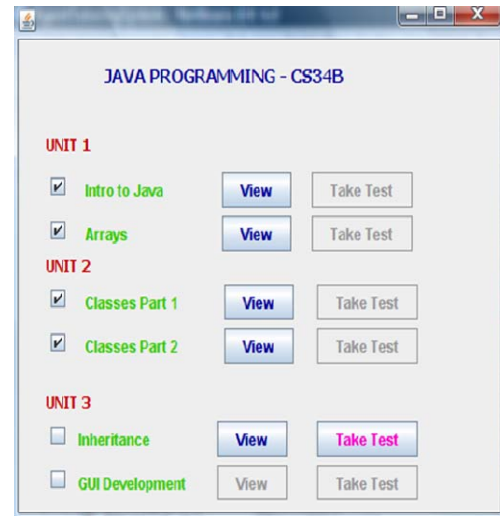 JAVA PROGRAMMING - CS34B
UNIT 1
Intro to Java View Take Test
Arrays View Take Test
UNIT 2
Classes Part 1 View Take Test
Classes Part 2 View Take Test
UNIT 3
Inheritance View Take Test
GUI Development View Take Test